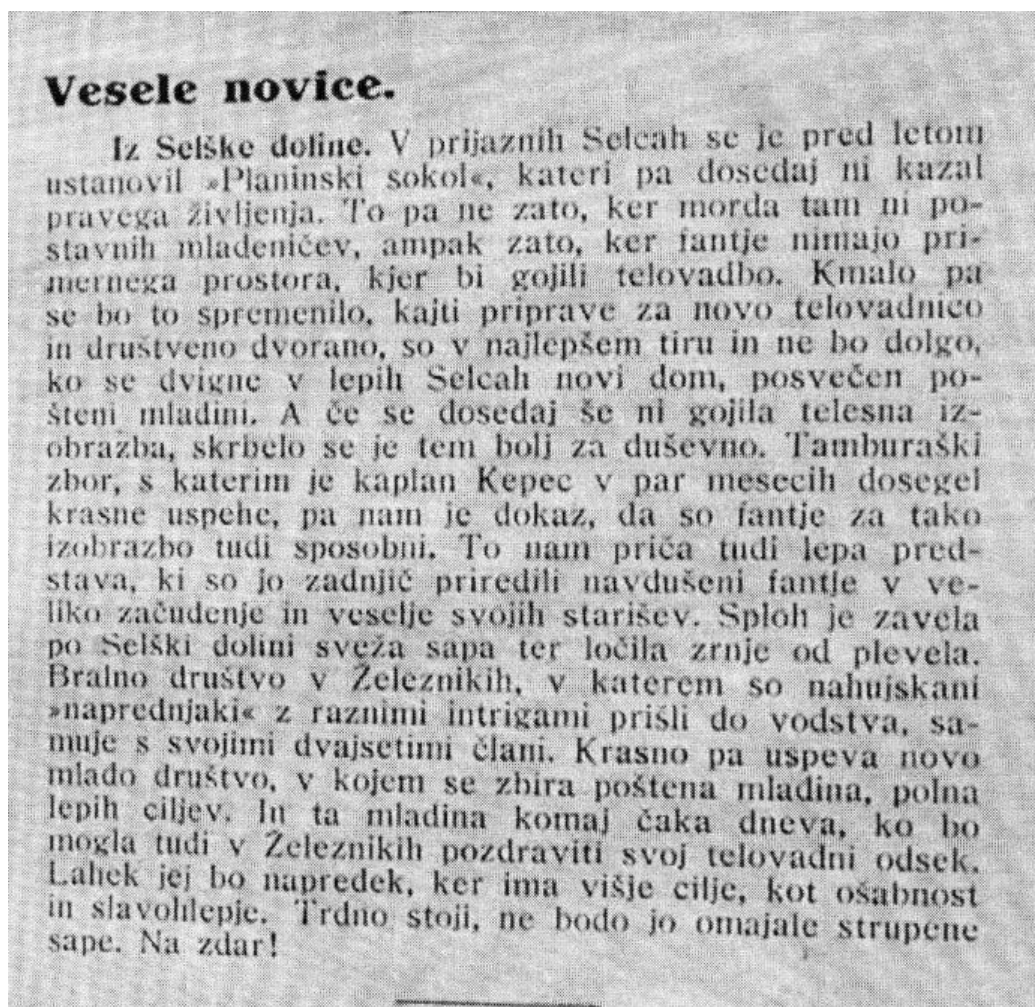 Vesele novice.
Iz Selške doline. V prijaznih Selcah se je pred letom
ustanovil »Planinski sokol«, kateri pa dosedaj ni kazal
pravega življenja. To pa ne zato, ker morda tam ni po-
stavnih mladeničev, ampak zato, ker fantje nimajo pri-
mernega prostora, kjer bi gojili telovadbo. Kmalo pa
se bo to spremenilo, kajti priprave za novo telovadnico
in društveno dvorano, so v najlepšem tiru in ne bo dolgo,
ko se dvigne v lepih Selcah novi dom, posvečen po-
šteni mladini. A če se dosedaj še ni gojila telesna iz-
obražba, skrbelo se je tem bolj za duševno. Tamburaški
zbor, s katerim je kaplan Kepec v par mesecih dosegel
krasne uspehe, pa nam je dokaz, da so fantje za tako
izobrazbo tudi sposobni. To nam priča tudi lepa pred-
stava, ki so jo zadnjič priredili navdušeni fantje v ve-
liko začudenje in veselje svojih starišev. Sploh je zavela
po Selški dolini sveža sapa ter ločila zrnje od plevela.
Bralno društvo v Železnikih, v katerem so nahujskani
»naprednjaki« z raznimi intrigami prišli do vodstva, sa-
muje s svojimi dvajsetimi člani. Krasno pa uspeva novo
mlado društvo, v kojem se zbira poštena mladina, polna
lepih ciljev. In ta mladina komaj čaka dneva, ko bo
mogla tudi v Železnikih pozdraviti svoj telovadni odsek.
Lahek jej bo napredek, ker ima višje cilje, kot ošabnost
in slavohlepje. Trdno stoji, ne bodo jo omajale strupene
sape. Na zdar!